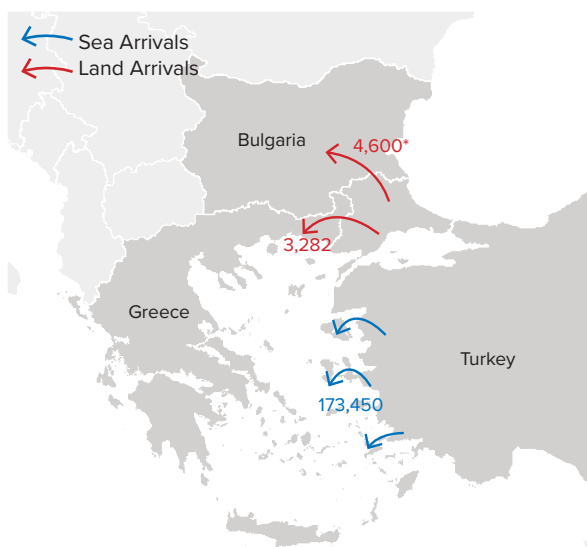 Sea Arrivals
Land Arrivals
Bulgaria
4,600*
3,282
Greece
Turkey
173,450